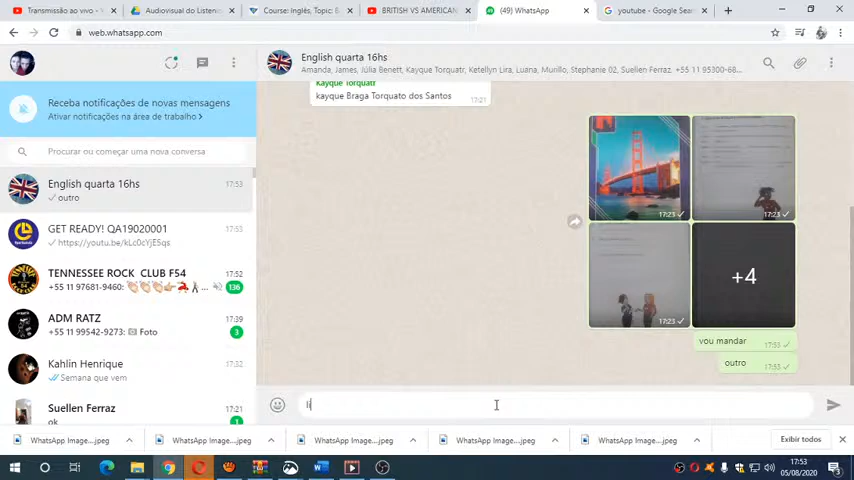 Transmissão ao vivo -
Audiovisual do Listenin
Course: Inglês, Topic: 8
BRITISH VS AMERICAN
(49) WhatsApp
youtube - Google Sear
web.whatsapp.com
English quarta 16hs
Amanda, James, Júlia Benett, Kayque Torquatr, Ketellyn Lira, Luana, Murillo, Stephanie 02, Suellen Ferraz, +55 11 95300-68...
Receba notificações de novas mensagens
Ativar notificações na área de trabalho >
Procurar ou começar uma nova conversa
English quarta 16hs 17:53
outro
GET READY! QA19020001 17:53
https://youtu.be/kLc0cYjE5qs
TENNESSEE ROCK CLUB F54 17:52
+55 11 97681-9460: ... 136
ADM RATZ 17:39
+55 11 99542-9273: Foto 3
Kahlin Henrique 17:32
Semana que vem
Suellen Ferraz 17:21
ok
Kayque Torquatr
kayque Braga Torquato dos Santos 17:21
17:23
17:23
+4
vou mandar 17:53
outro 17:53
li
WhatsApp Image....jpeg
WhatsApp Image....jpeg
WhatsApp Image....jpeg
WhatsApp Image....jpeg
WhatsApp Image....jpeg
Exibir todos
17:53
05/08/2020